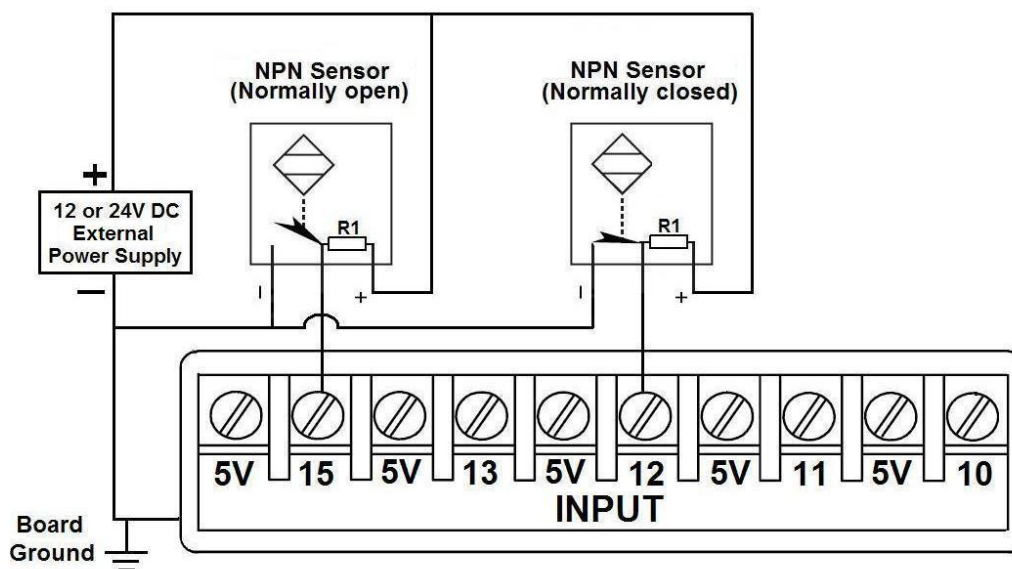 NPN Sensor
(Normally open)
NPN Sensor
(Normally closed)
+
12 or 24V DC
External
Power Supply
−
R1
R1
− +
− +
5V 15 5V 13 5V 12 5V 11 5V 10
INPUT
Board
Ground